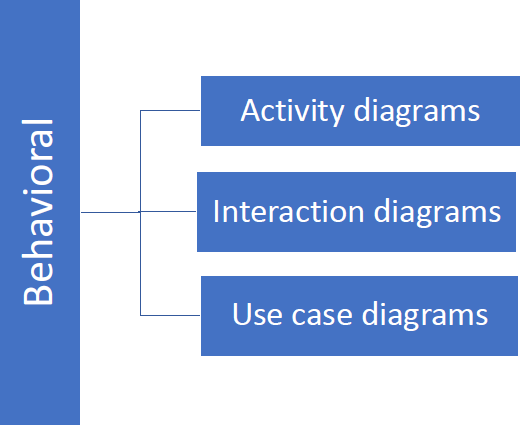 Behavioral
Activity diagrams
Interaction diagrams
Use case diagrams